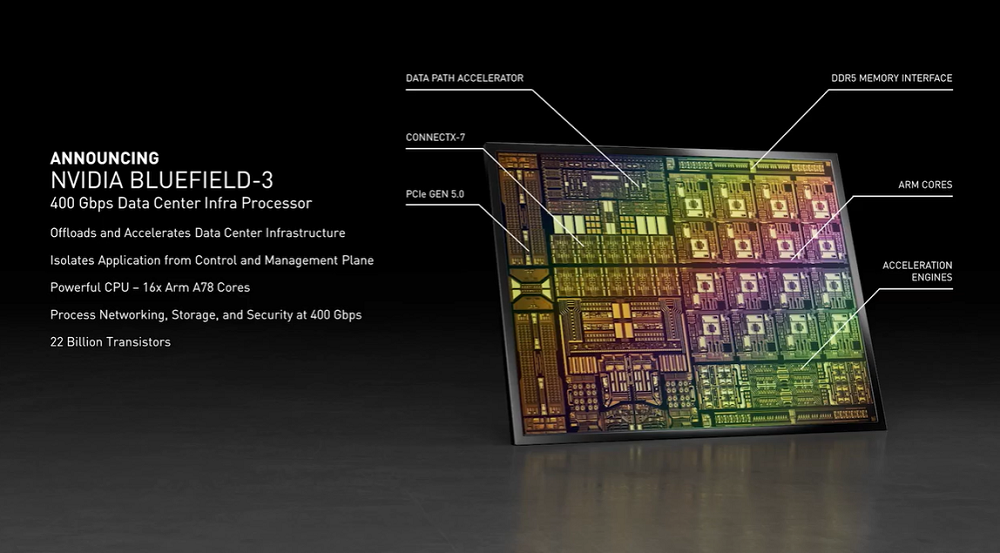 ANNOUNCING
NVIDIA BLUEFIELD-3
400 Gbps Data Center Infra Processor
Offloads and Accelerates Data Center Infrastructure
Isolates Application from Control and Management Plane
Powerful CPU – 16x Arm A78 Cores
Process Networking, Storage, and Security at 400 Gbps
22 Billion Transistors
DATA PATH ACCELERATOR
CONNECTX-7
PCIe GEN 5.0
DDR5 MEMORY INTERFACE
ARM CORES
ACCELERATION
ENGINES